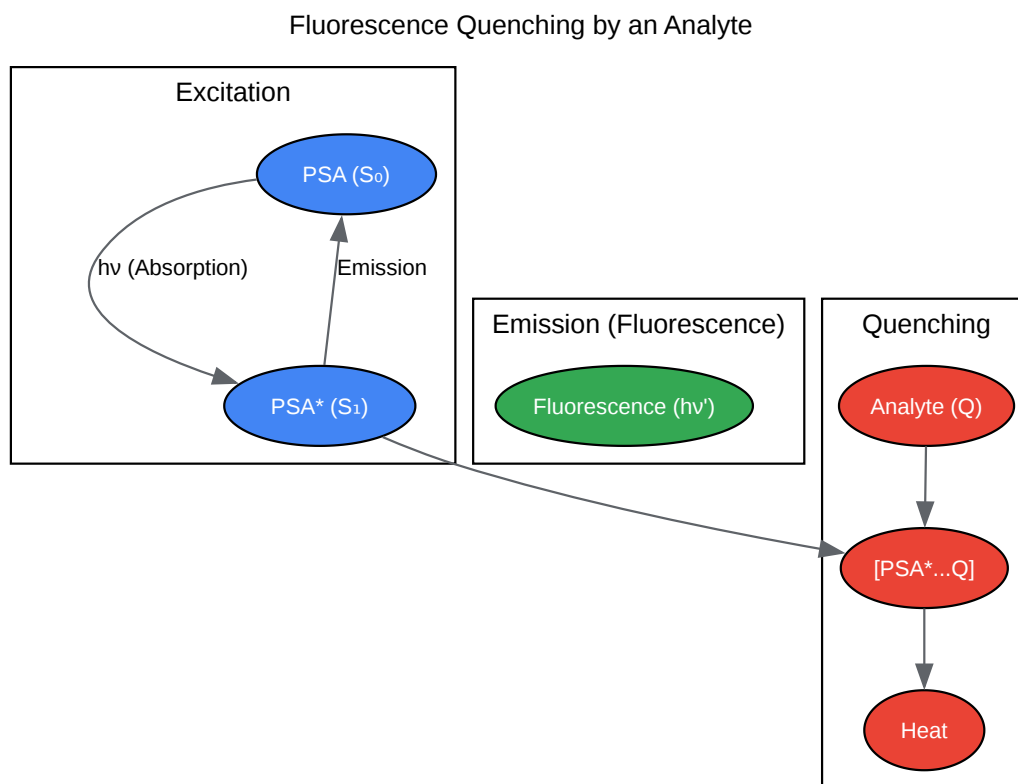 Fluorescence Quenching by an Analyte
Excitation
PSA (S₀)
hν (Absorption)
Emission
PSA* (S₁)
Emission (Fluorescence)
Fluorescence (hν')
Quenching
Analyte (Q)
[PSA*...Q]
Heat